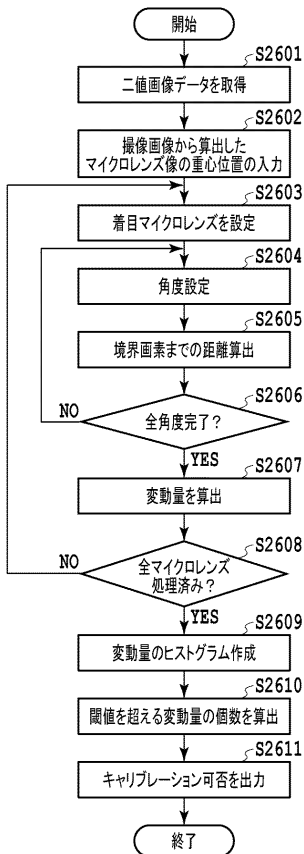 開始
S2601
二値画像データを取得
S2602
撮像画像から算出した
マイクロレンズ像の重心位置の入力
S2603
着目マイクロレンズを設定
S2604
角度設定
S2605
境界画素までの距離算出
S2606
全角度完了?
NO
YES
S2607
変動量を算出
S2608
全マイクロレンズ
処理済み?
NO
YES
S2609
変動量のヒストグラム作成
S2610
閾値を超える変動量の個数を算出
S2611
キャリブレーション可否を出力
終了